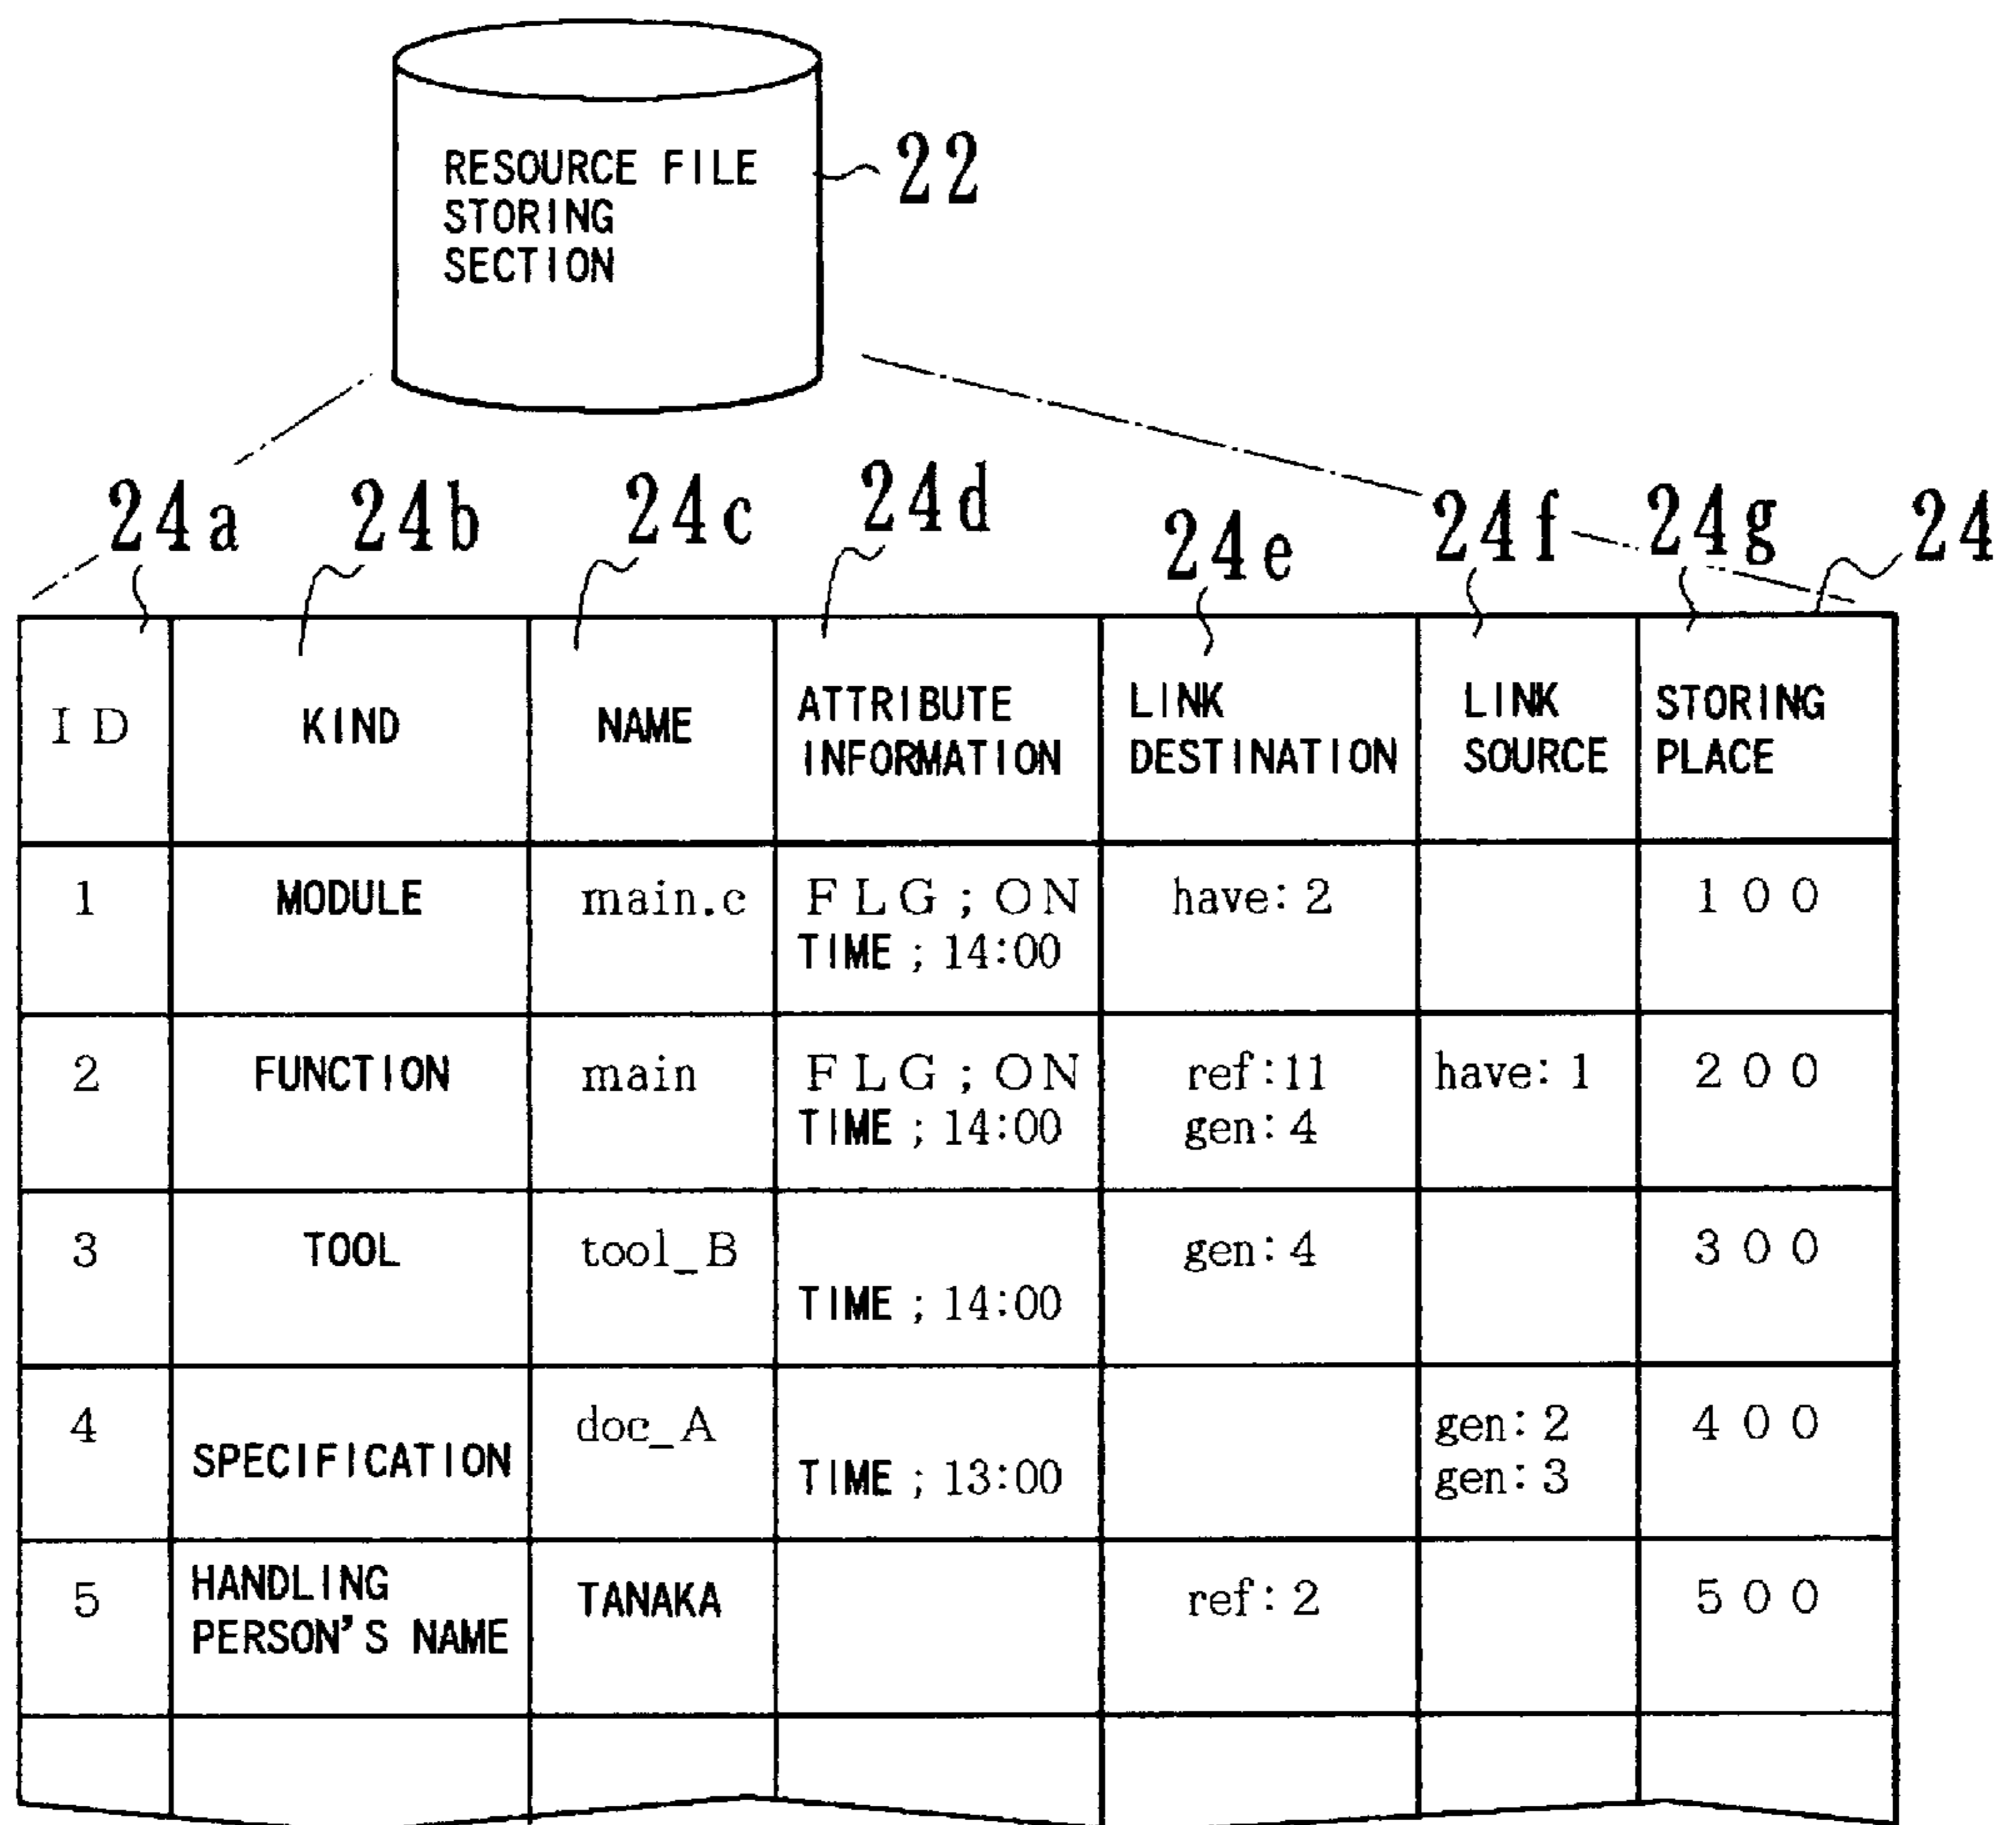 RESOURCE FILE
STORING
SECTION
22
24a 24b 24c 24d 24e 24f 24g 24
ID KIND NAME ATTRIBUTE INFORMATION LINK DESTINATION LINK SOURCE STORING PLACE
1 MODULE main.c FLG;ON have:2 100
TIME;14:00
2 FUNCTION main FLG;ON ref:11 have:1 200
TIME;14:00 gen:4
3 TOOL tool_B gen:4 300
TIME;14:00
4 doc_A gen:2 400
SPECIFICATION TIME;13:00 gen:3
5 HANDLING TANAKA ref:2 500
PERSON'S NAME